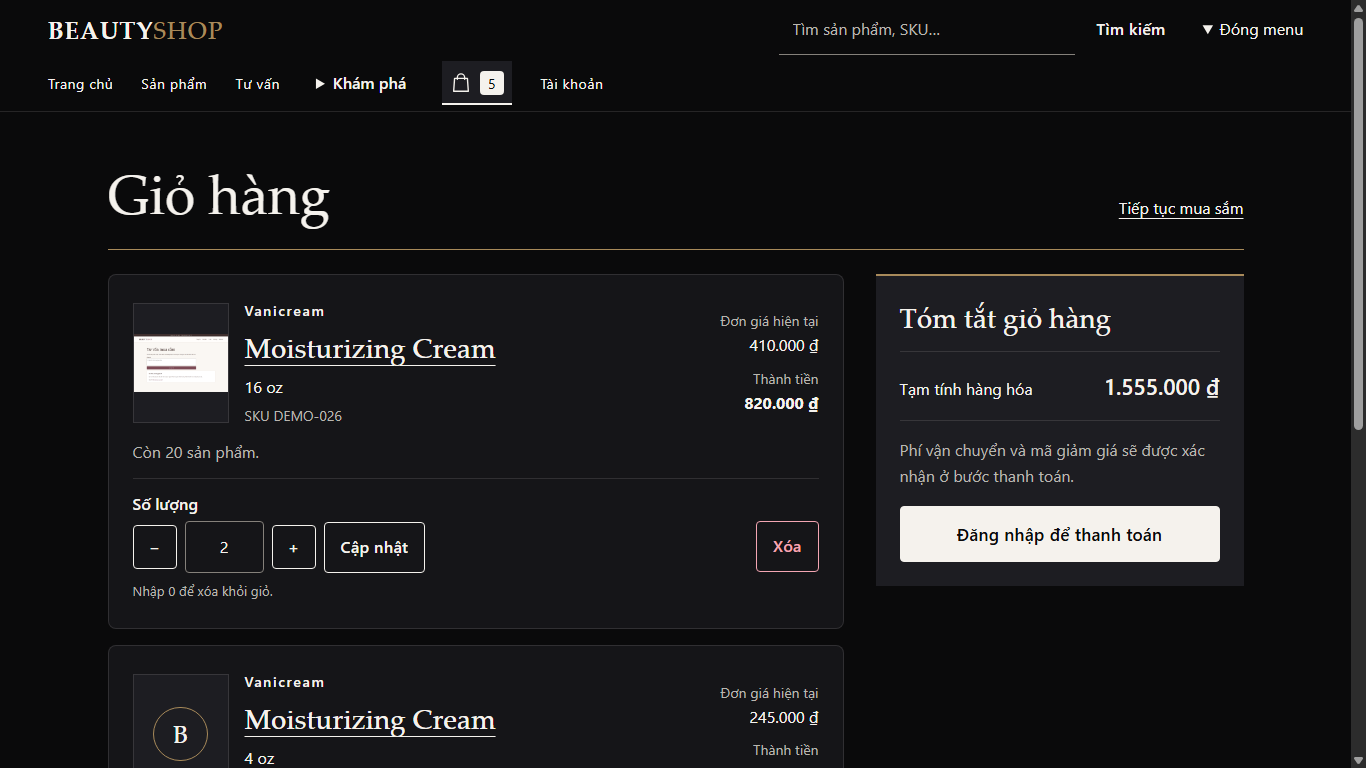 BEAUTYSHOP
Tìm sản phẩm, SKU...
Tìm kiếm
▼ Đóng menu
Trang chủ
Sản phẩm
Tư vấn
▶ Khám phá
5
Tài khoản
Giỏ hàng
Tiếp tục mua sắm
Vanicream
Moisturizing Cream
16 oz
SKU DEMO-026
Đơn giá hiện tại
410.000 ₫
Thành tiền
820.000 ₫
Còn 20 sản phẩm.
Số lượng
−
2
+
Cập nhật
Xóa
Nhập 0 để xóa khỏi giỏ.
B
Vanicream
Moisturizing Cream
4 oz
Đơn giá hiện tại
245.000 ₫
Thành tiền
Tóm tắt giỏ hàng
Tạm tính hàng hóa
1.555.000 ₫
Phí vận chuyển và mã giảm giá sẽ được xác
nhận ở bước thanh toán.
Đăng nhập để thanh toán